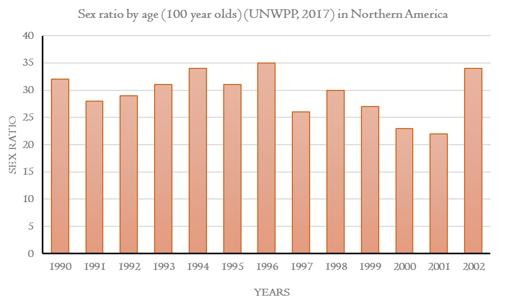 Sex ratio by age (100 year olds) (UNWPP, 2017) in Northern America
40
35
30
25
20
15
10
5
0
SEX RATIO
1990 1991 1992 1993 1994 1995 1996 1997 1998 1999 2000 2001 2002
YEARS